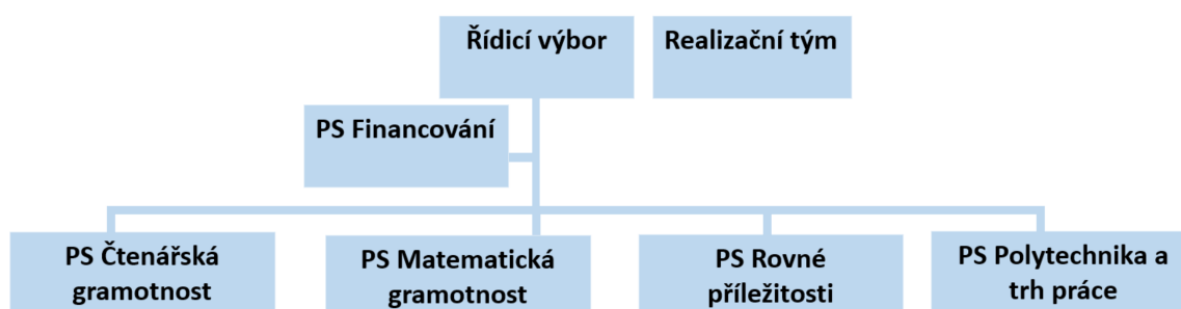 Řídicí výbor
Realizační tým
PS Financování
PS Čtenářská
gramotnost
PS Matematická
gramotnost
PS Rovné
příležitosti
PS Polytechnika a
trh práce